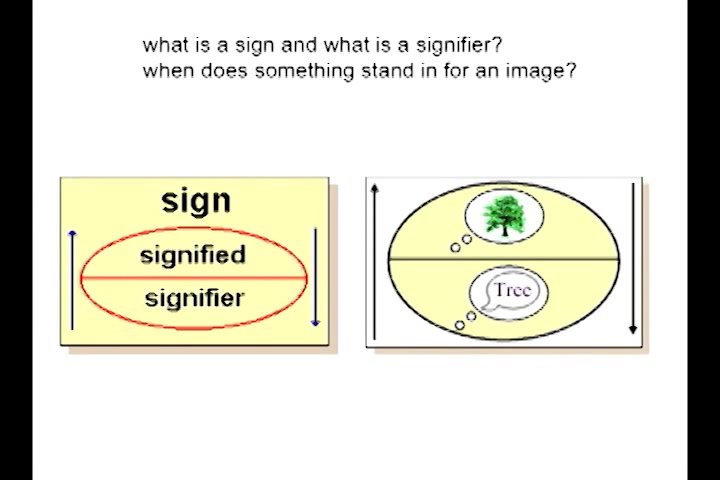 what is a sign and what is a signifier?
when does something stand in for an image?
sign
signified
signifier
Tree